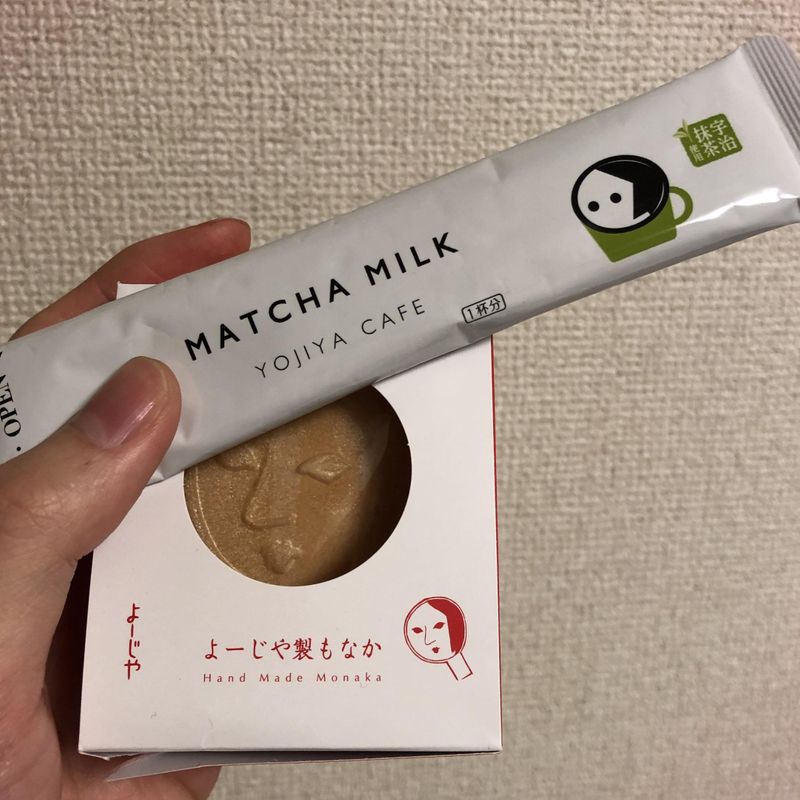 宇治
抹茶
使用
MATCHA MILK
YOJIYA CAFE
1杯分
・OPEN
よーじや
よーじや製もなか
Hand Made Monaka